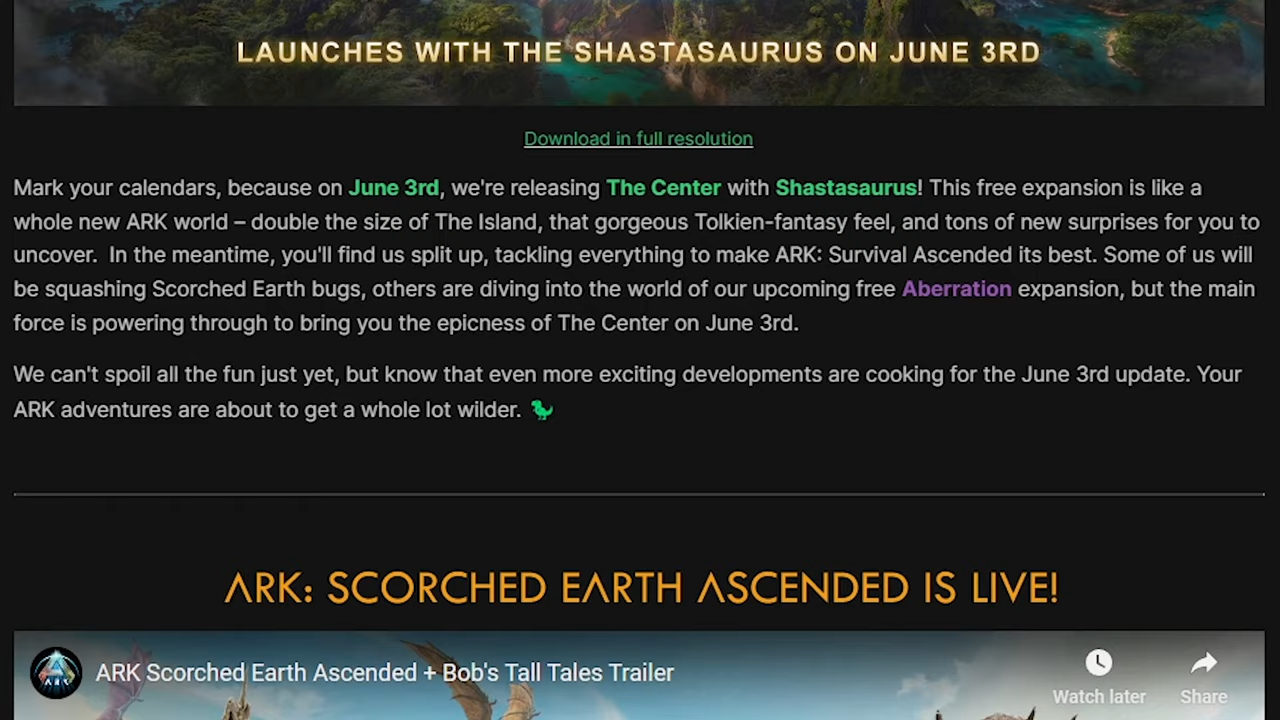 LAUNCHES WITH THE SHASTASAURUS ON JUNE 3RD
Download in full resolution
Mark your calendars, because on June 3rd, we're releasing The Center with Shastasaurus! This free expansion is like a
whole new ARK world – double the size of The Island, that gorgeous Tolkien-fantasy feel, and tons of new surprises for you to
uncover.  In the meantime, you'll find us split up, tackling everything to make ARK: Survival Ascended its best. Some of us will
be squashing Scorched Earth bugs, others are diving into the world of our upcoming free Aberration expansion, but the main
force is powering through to bring you the epicness of The Center on June 3rd.
We can't spoil all the fun just yet, but know that even more exciting developments are cooking for the June 3rd update. Your
ARK adventures are about to get a whole lot wilder.
ARK: SCORCHED EARTH ASCENDED IS LIVE!
ARK Scorched Earth Ascended + Bob's Tall Tales Trailer
Watch later
Share
ARK